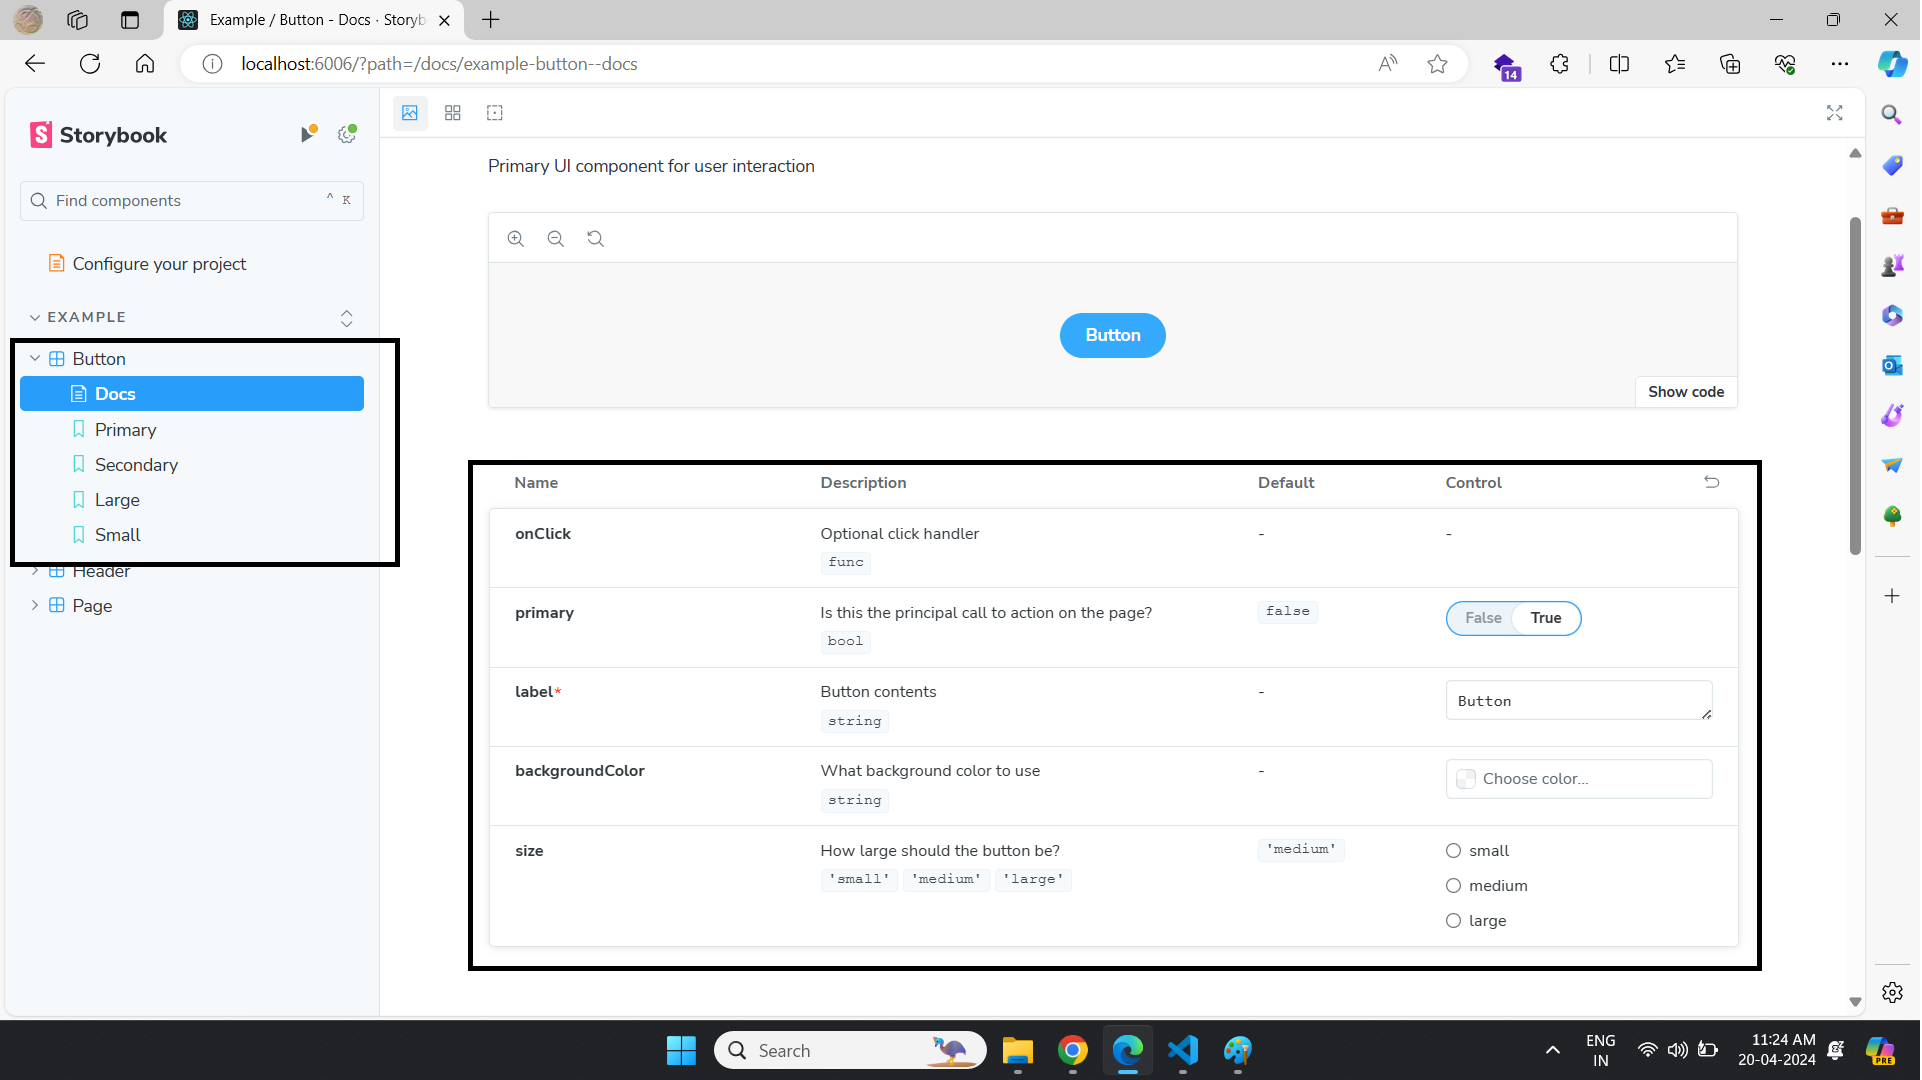 Example / Button - Docs · Storyb
localhost:6006/?path=/docs/example-button--docs
14
Storybook
Find components
^ K
Configure your project
EXAMPLE
Button
Docs
Primary
Secondary
Large
Small
Header
Page
Primary UI component for user interaction
Button
Show code
Name Description Default Control
onClick Optional click handler - -
func
primary Is this the principal call to action on the page? false False True
bool
label* Button contents - Button
string
backgroundColor What background color to use - Choose color...
string
size How large should the button be? 'medium' small
'small' 'medium' 'large' medium
large
Search
ENG
IN
11:24 AM
20-04-2024
PRE